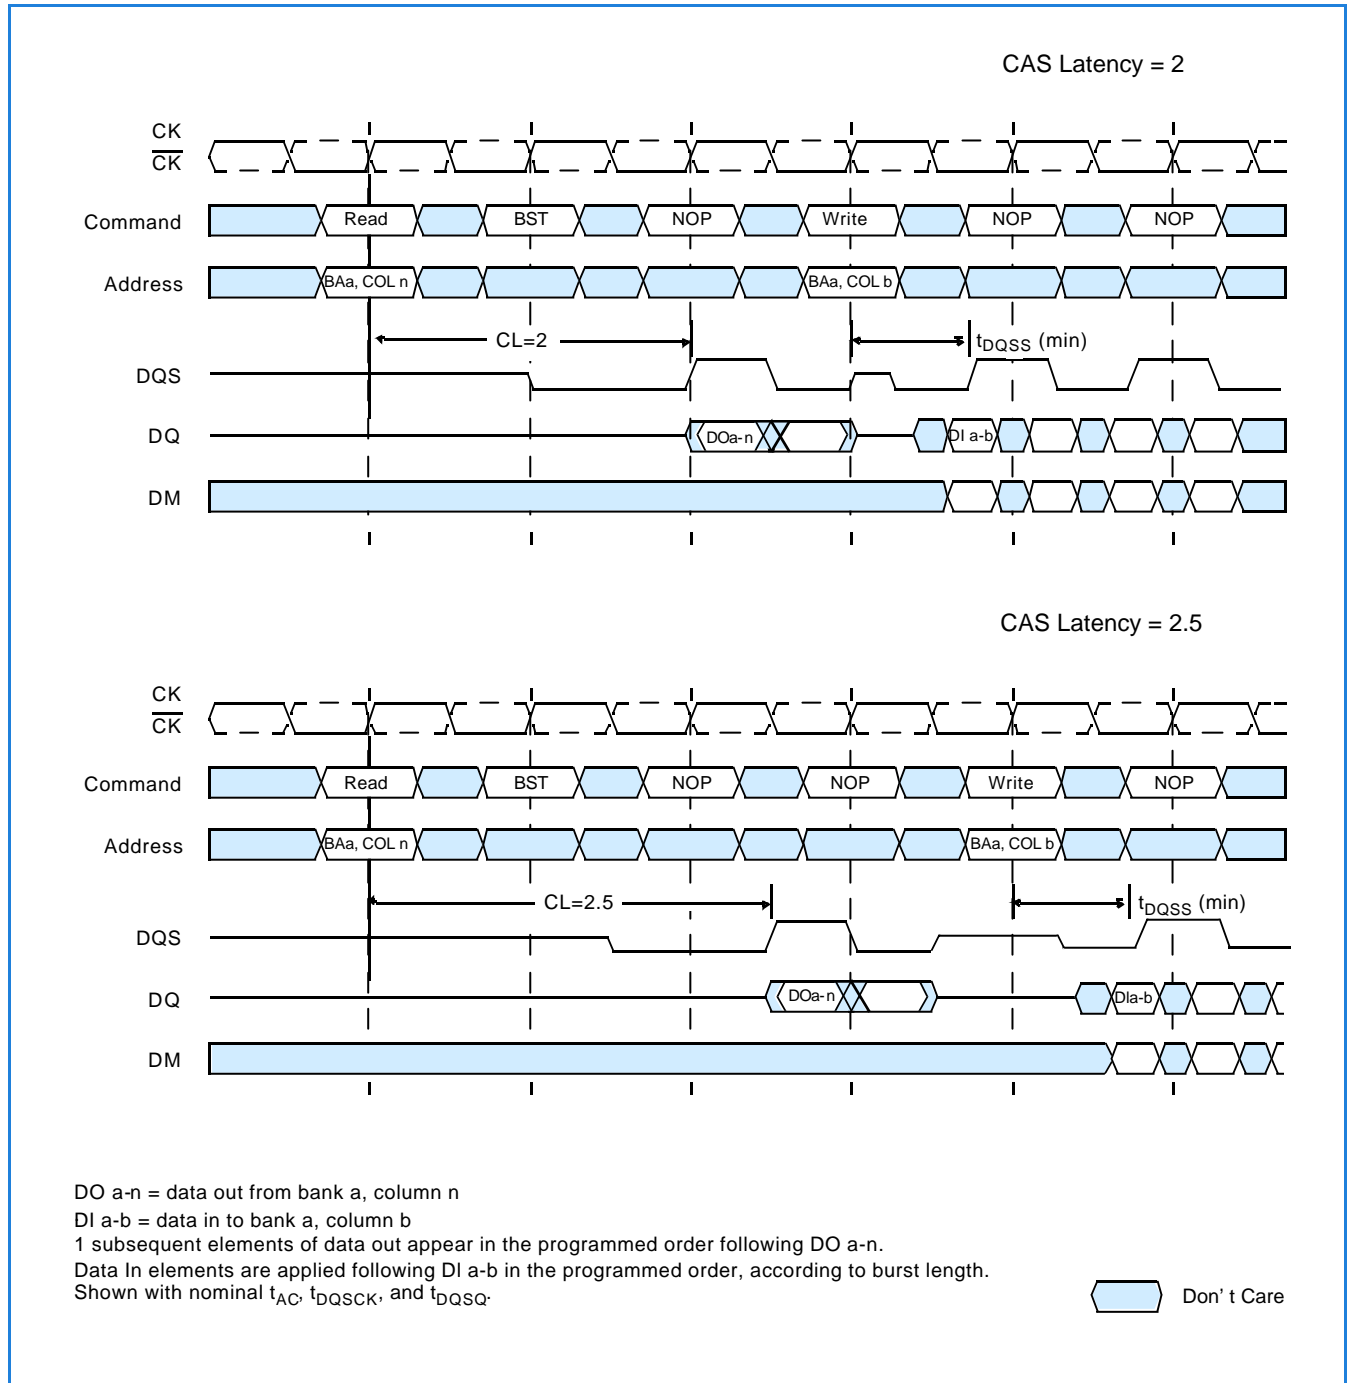 CAS Latency = 2
CK
CK
Command Read BST NOP Write NOP NOP
Address BAa, COL n BAa, COL b
CL=2 tDQSS (min)
DQS
DQ DOa-n DI a-b
DM
CAS Latency = 2.5
CK
CK
Command Read BST NOP NOP Write NOP
Address BAa, COL n BAa, COL b
CL=2.5 tDQSS (min)
DQS
DQ DOa-n DIa-b
DM
DO a-n = data out from bank a, column n
DI a-b = data in to bank a, column b
1 subsequent elements of data out appear in the programmed order following DO a-n.
Data In elements are applied following DI a-b in the programmed order, according to burst length.
Shown with nominal tAC, tDQSCK, and tDQSQ.
Don' t Care